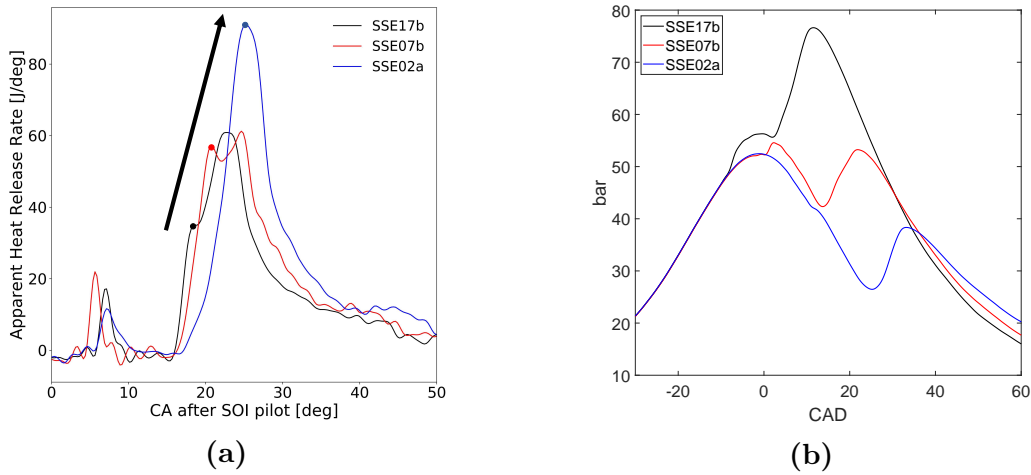 Apparent Heat Release Rate [J/deg]
80
60
40
20
0
SSE17b
SSE07b
SSE02a
0
10
20
30
40
50
CA after SOI pilot [deg]
(a)
bar
80
70
60
50
40
30
20
10
SSE17b
SSE07b
SSE02a
-20
0
20
40
60
CAD
(b)